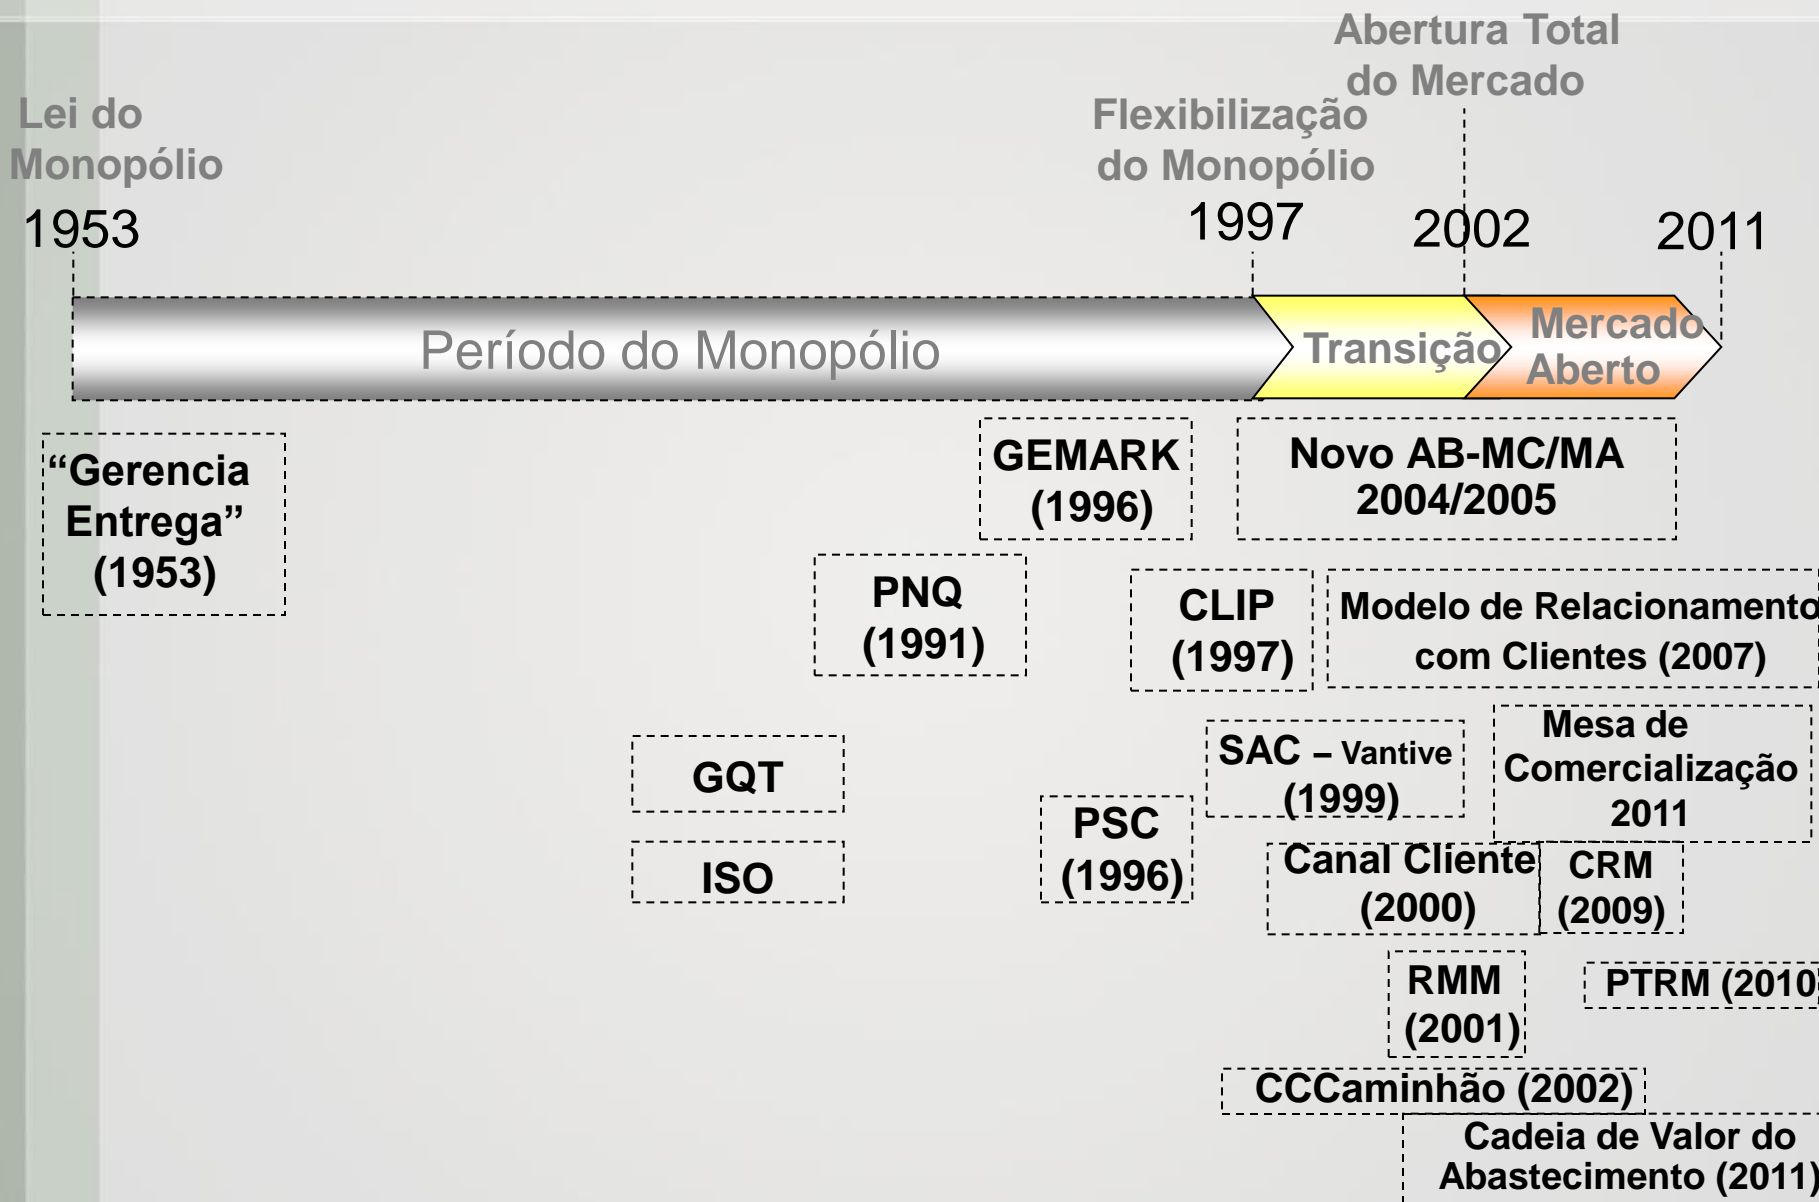 Abertura Total
do Mercado
Lei do
Monopólio
Flexibilização
do Monopólio
1953
1997
2002
2011
Período do Monopólio
Transição
Mercado
Aberto
“Gerencia
Entrega”
(1953)
GEMARK
(1996)
Novo AB-MC/MA
2004/2005
PNQ
(1991)
CLIP
(1997)
Modelo de Relacionamento
com Clientes (2007)
GQT
SAC – Vantive
(1999)
Mesa de
Comercialização
2011
ISO
PSC
(1996)
Canal Cliente
(2000)
CRM
(2009)
RMM
(2001)
PTRM (2010
CCCaminhão (2002)
Cadeia de Valor do
Abastecimento (2011)